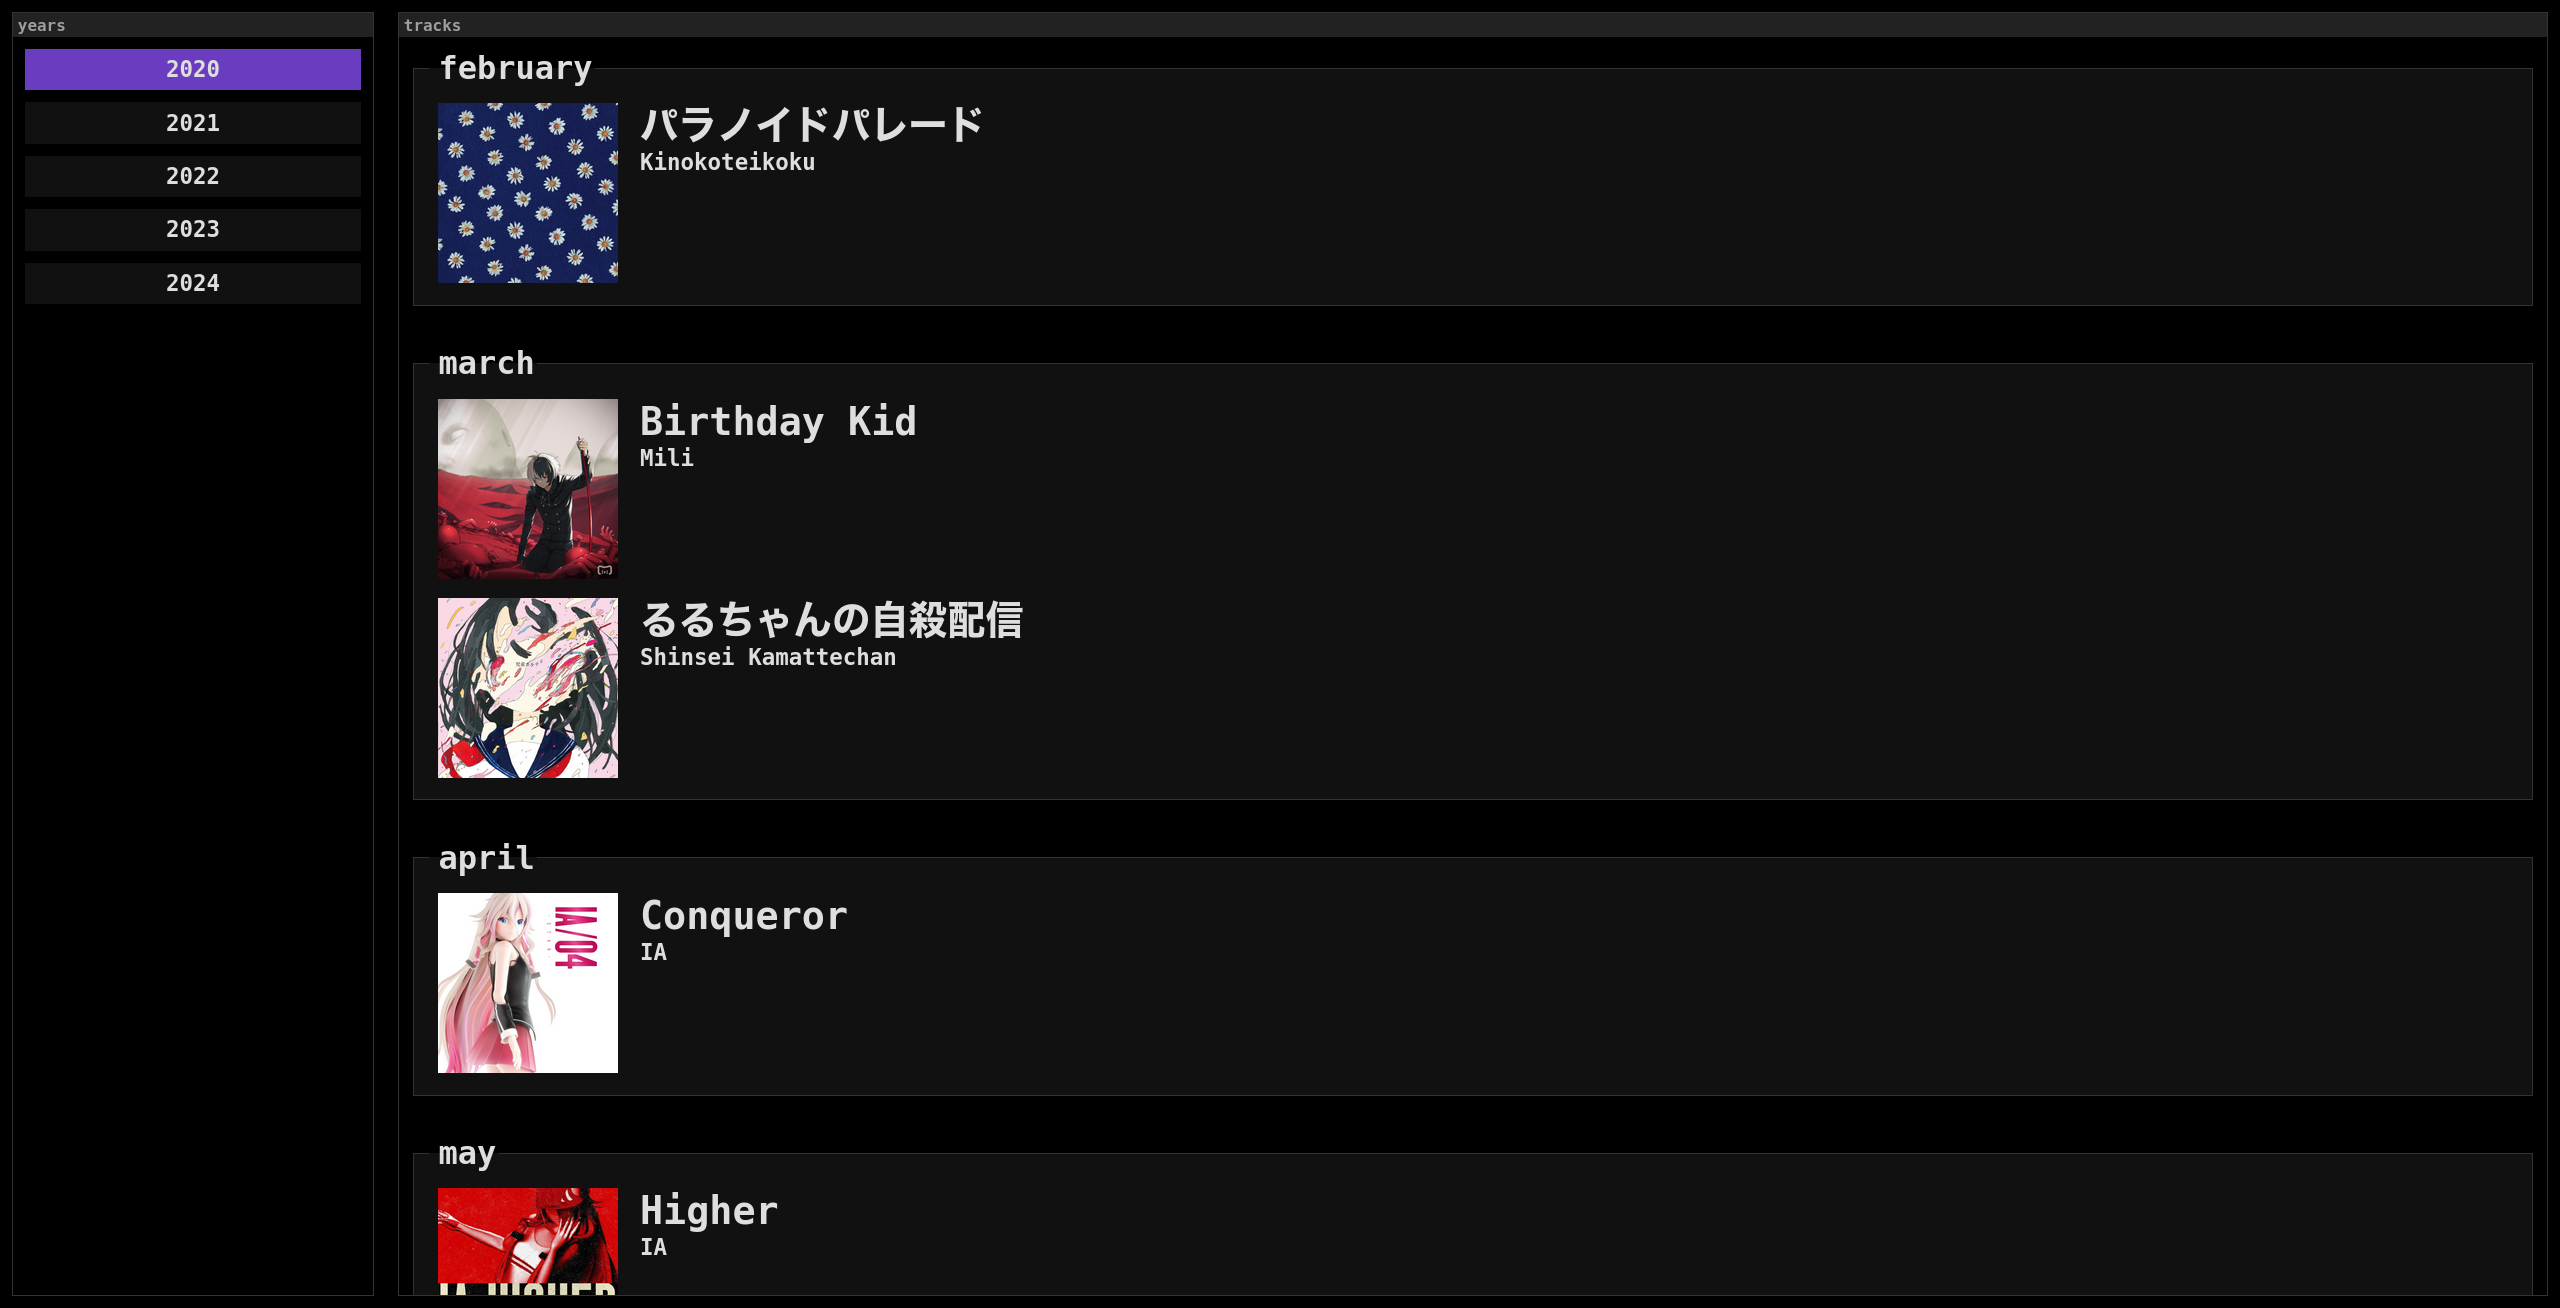 years
2020
2021
2022
2023
2024
tracks
february
パラノイドパレード
Kinokoteikoku
march
Birthday Kid
Mili
るるちゃんの自殺配信
Shinsei Kamattechan
april
IA/04
Conqueror
IA
may
Higher
IA
IA HIGHER